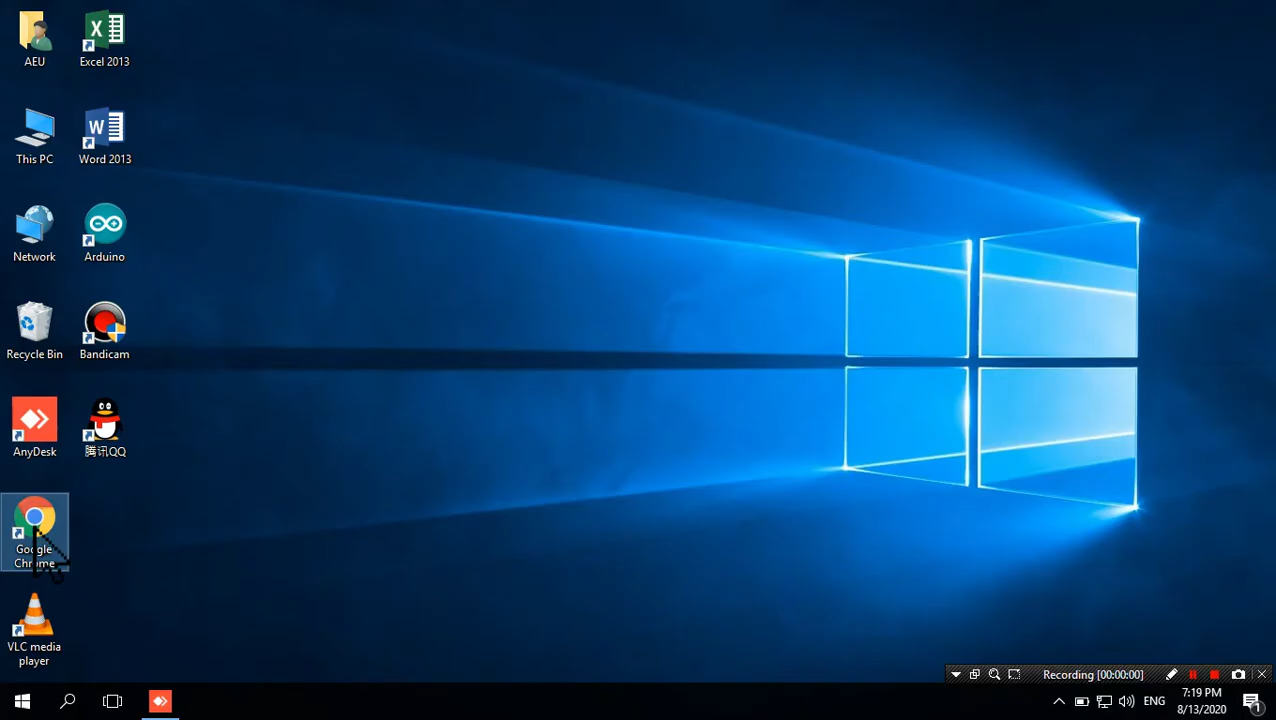 AEU
Excel 2013
This PC
Word 2013
Network
Arduino
Recycle Bin
Bandicam
AnyDesk
腾讯QQ
Google
Chrome
VLC media
player
Recording [00:00:00]
ENG
7:19 PM
8/13/2020
1